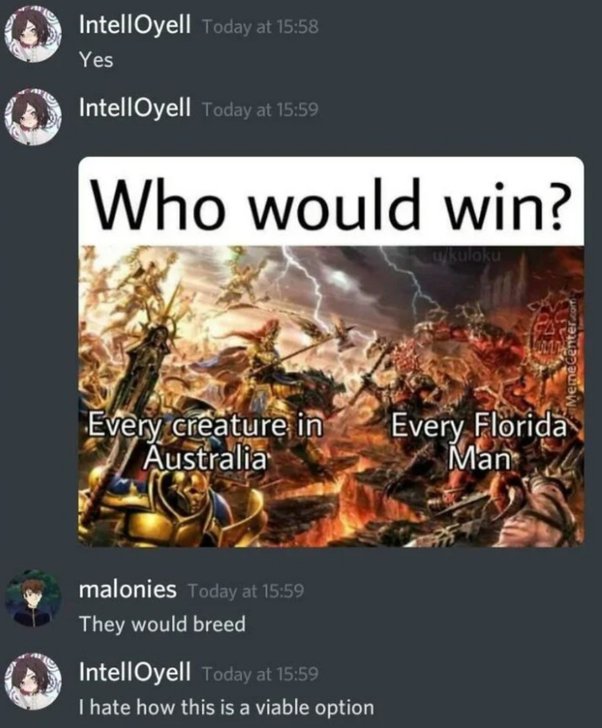 IntellOyell Today at 15:58
Yes
IntellOyell Today at 15:59
Who would win?
u/kuloku
MemeCenter.com
Every creature in
Australia
Every Florida
Man
malonies Today at 15:59
They would breed
IntellOyell Today at 15:59
I hate how this is a viable option